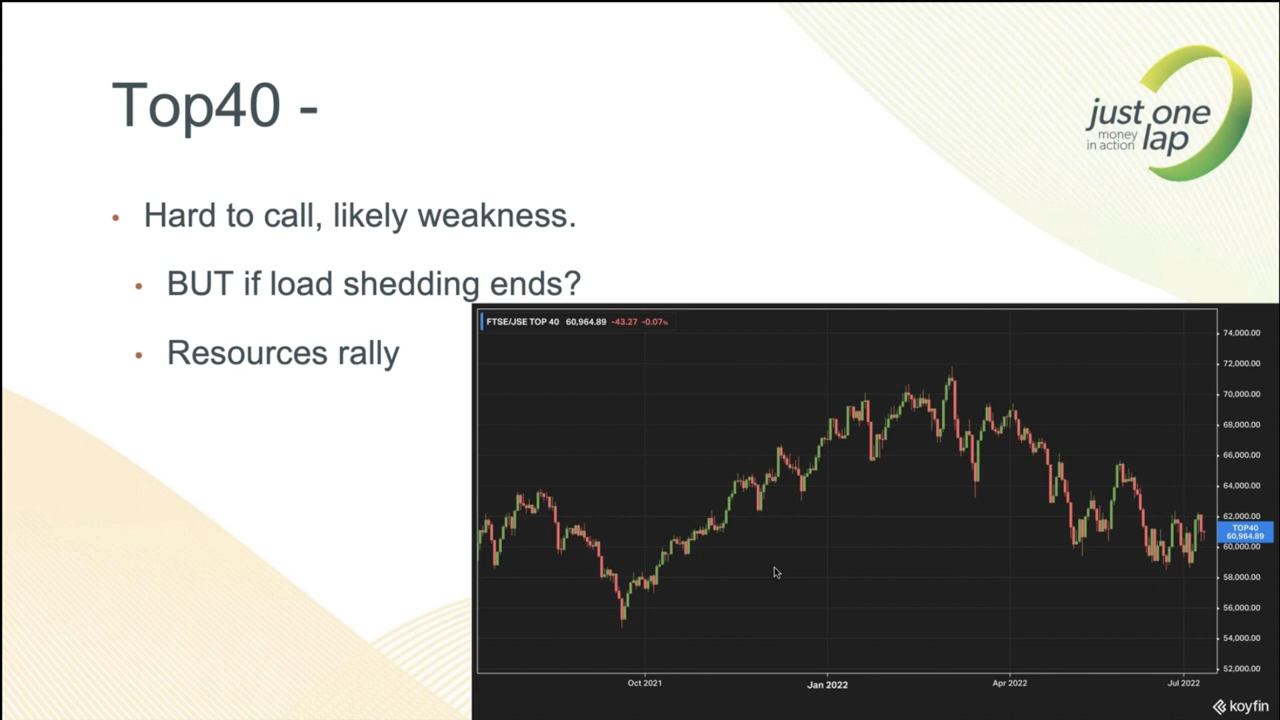 Top40 -
just one
money
in action lap
• Hard to call, likely weakness.
• BUT if load shedding ends?
• Resources rally
FTSE/JSE TOP 40 60,964.89 -43.27 -0.07%
74,000.00
72,000.00
70,000.00
68,000.00
66,000.00
64,000.00
62,000.00
TOP40
60,964.89
60,000.00
58,000.00
56,000.00
54,000.00
52,000.00
Oct 2021 Jan 2022 Apr 2022 Jul 2022
koyfin